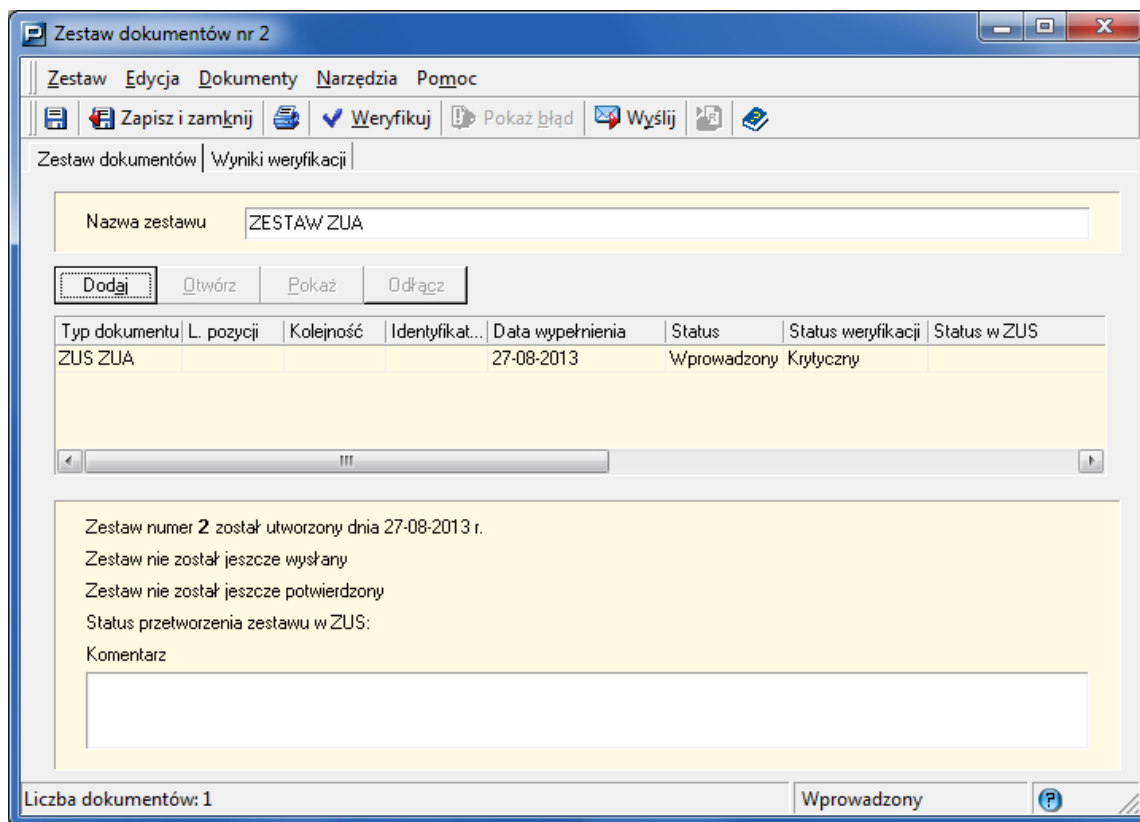 Zestaw dokumentów nr 2
Zestaw Edycja Dokumenty Narzędzia Pomoc
Zapisz i zamknij Weryfikuj Pokaż błąd Wyślij
Zestaw dokumentów Wyniki weryfikacji
Nazwa zestawu ZESTAW ZUA
Dodaj Otwórz Pokaż Odłącz
Typ dokumentu L. pozycji Kolejność Identyfikat... Data wypełnienia Status Status weryfikacji Status w ZUS
ZUS ZUA 27-08-2013 Wprowadzony Krytyczny
Zestaw numer 2 został utworzony dnia 27-08-2013 r.
Zestaw nie został jeszcze wysłany
Zestaw nie został jeszcze potwierdzony
Status przetworzenia zestawu w ZUS:
Komentarz
Liczba dokumentów: 1 Wprowadzony